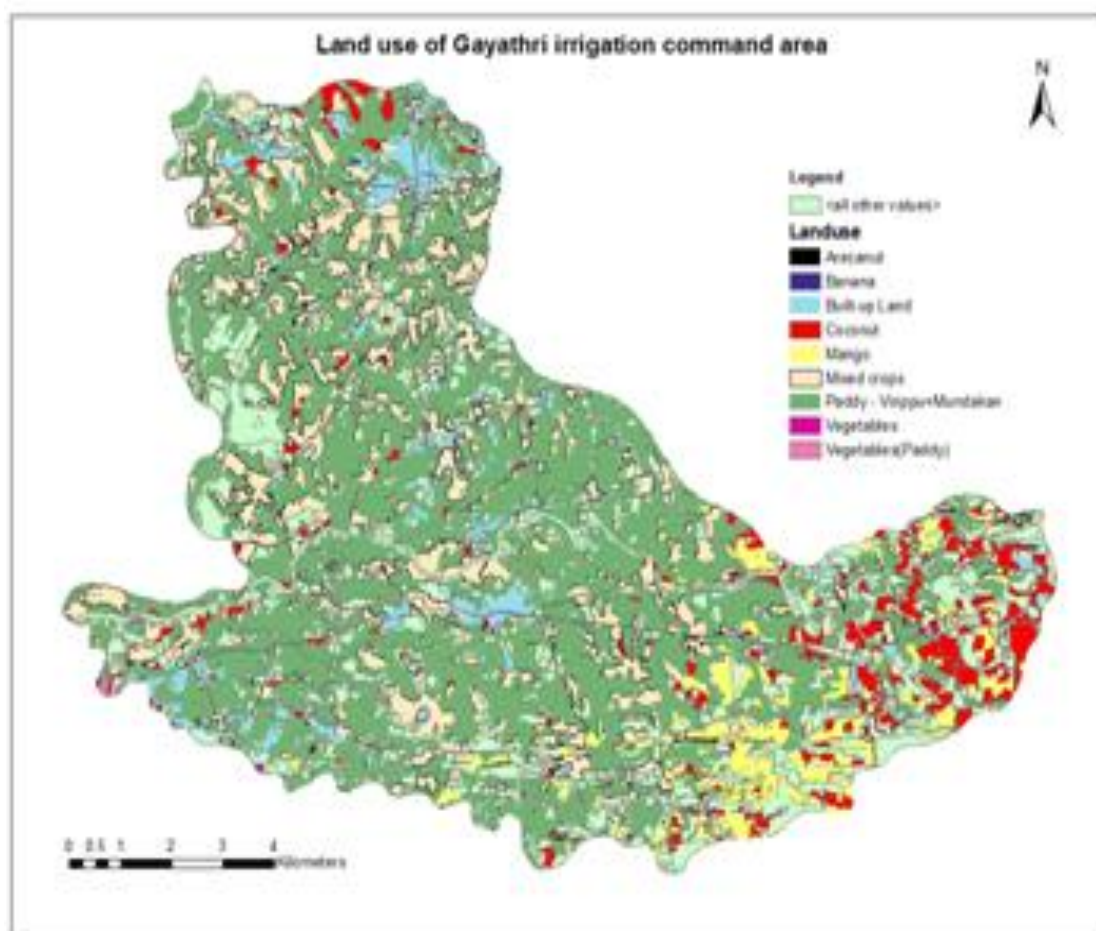 Land use of Gayathri irrigation command area
N
Legend
<all other values>
Landuse
Arecanut
Banana
Built-up Land
Coconut
Mango
Mixed crops
Paddy - Virippu+Mundakan
Vegetables
Vegetables(Paddy)
0 0.5 1 2 3 4
Kilometers